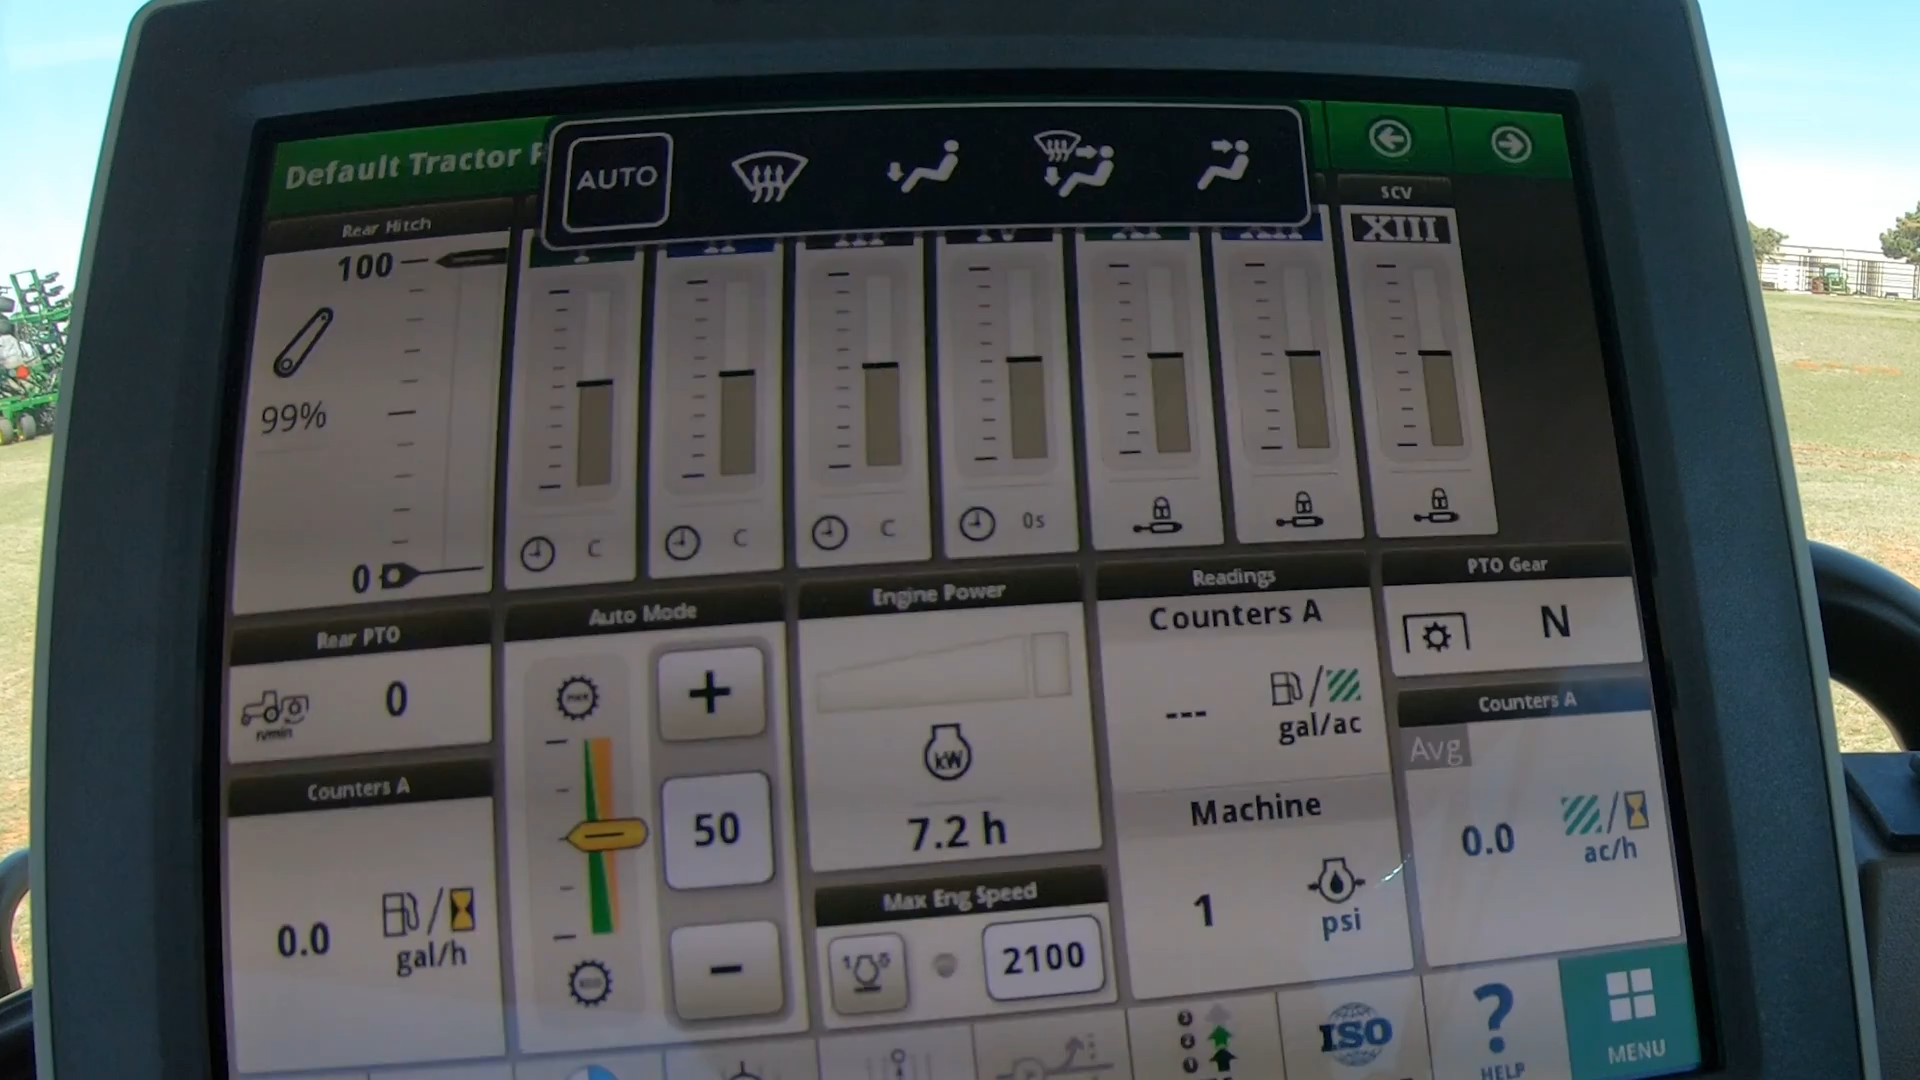 Default Tractor
AUTO
SCV
XIII
Rear Hitch
100
99%
0
C
C
C
0s
Rear PTO
0
r/min
Auto Mode
+
50
−
Engine Power
kW
7.2 h
Readings
Counters A
---
gal/ac
Machine
1
psi
PTO Gear
N
Counters A
0.0
gal/h
Max Eng Speed
2100
Counters A
Avg
0.0
ac/h
ISO
?
HELP
MENU